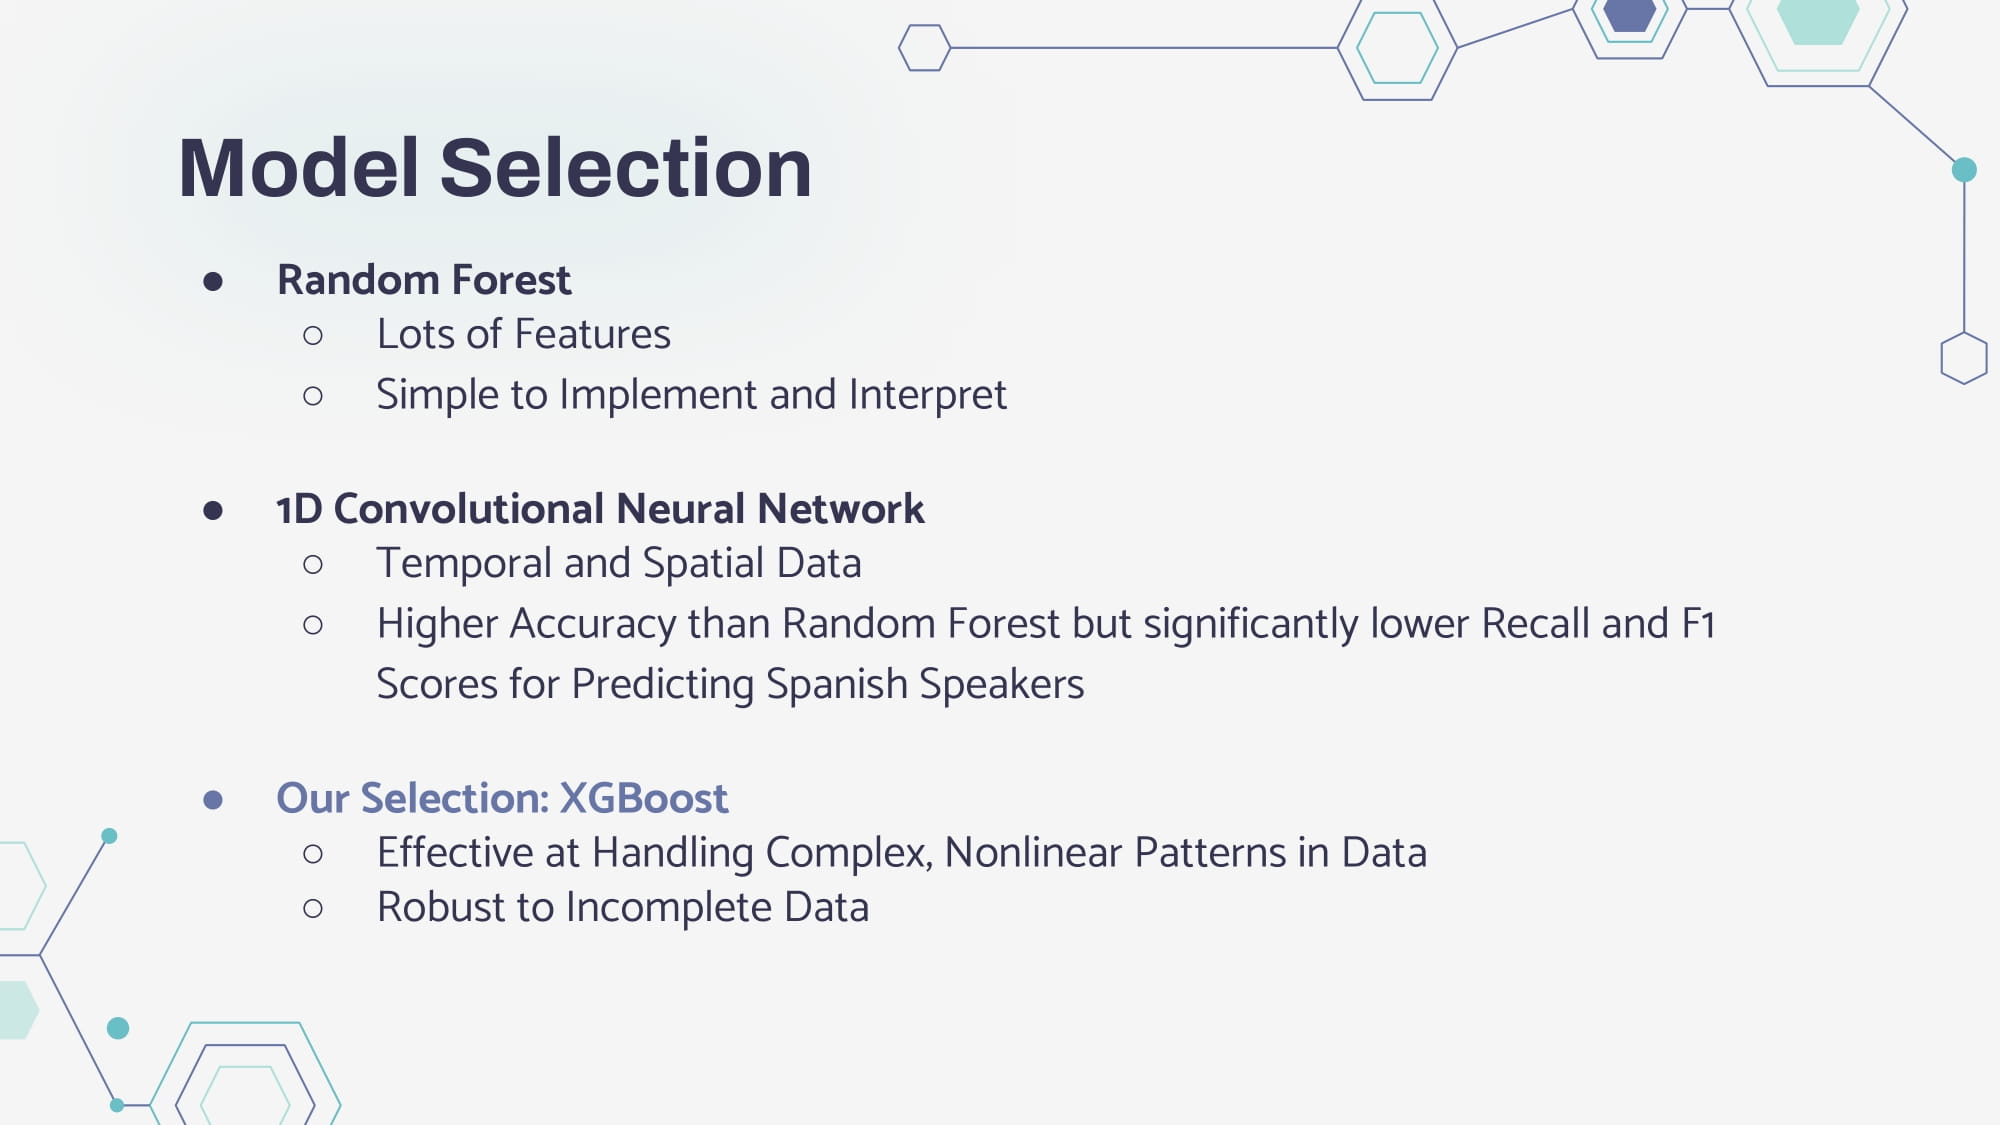 Model Selection
● Random Forest
○ Lots of Features
○ Simple to Implement and Interpret
● 1D Convolutional Neural Network
○ Temporal and Spatial Data
○ Higher Accuracy than Random Forest but significantly lower Recall and F1
Scores for Predicting Spanish Speakers
● Our Selection: XGBoost
○ Effective at Handling Complex, Nonlinear Patterns in Data
○ Robust to Incomplete Data